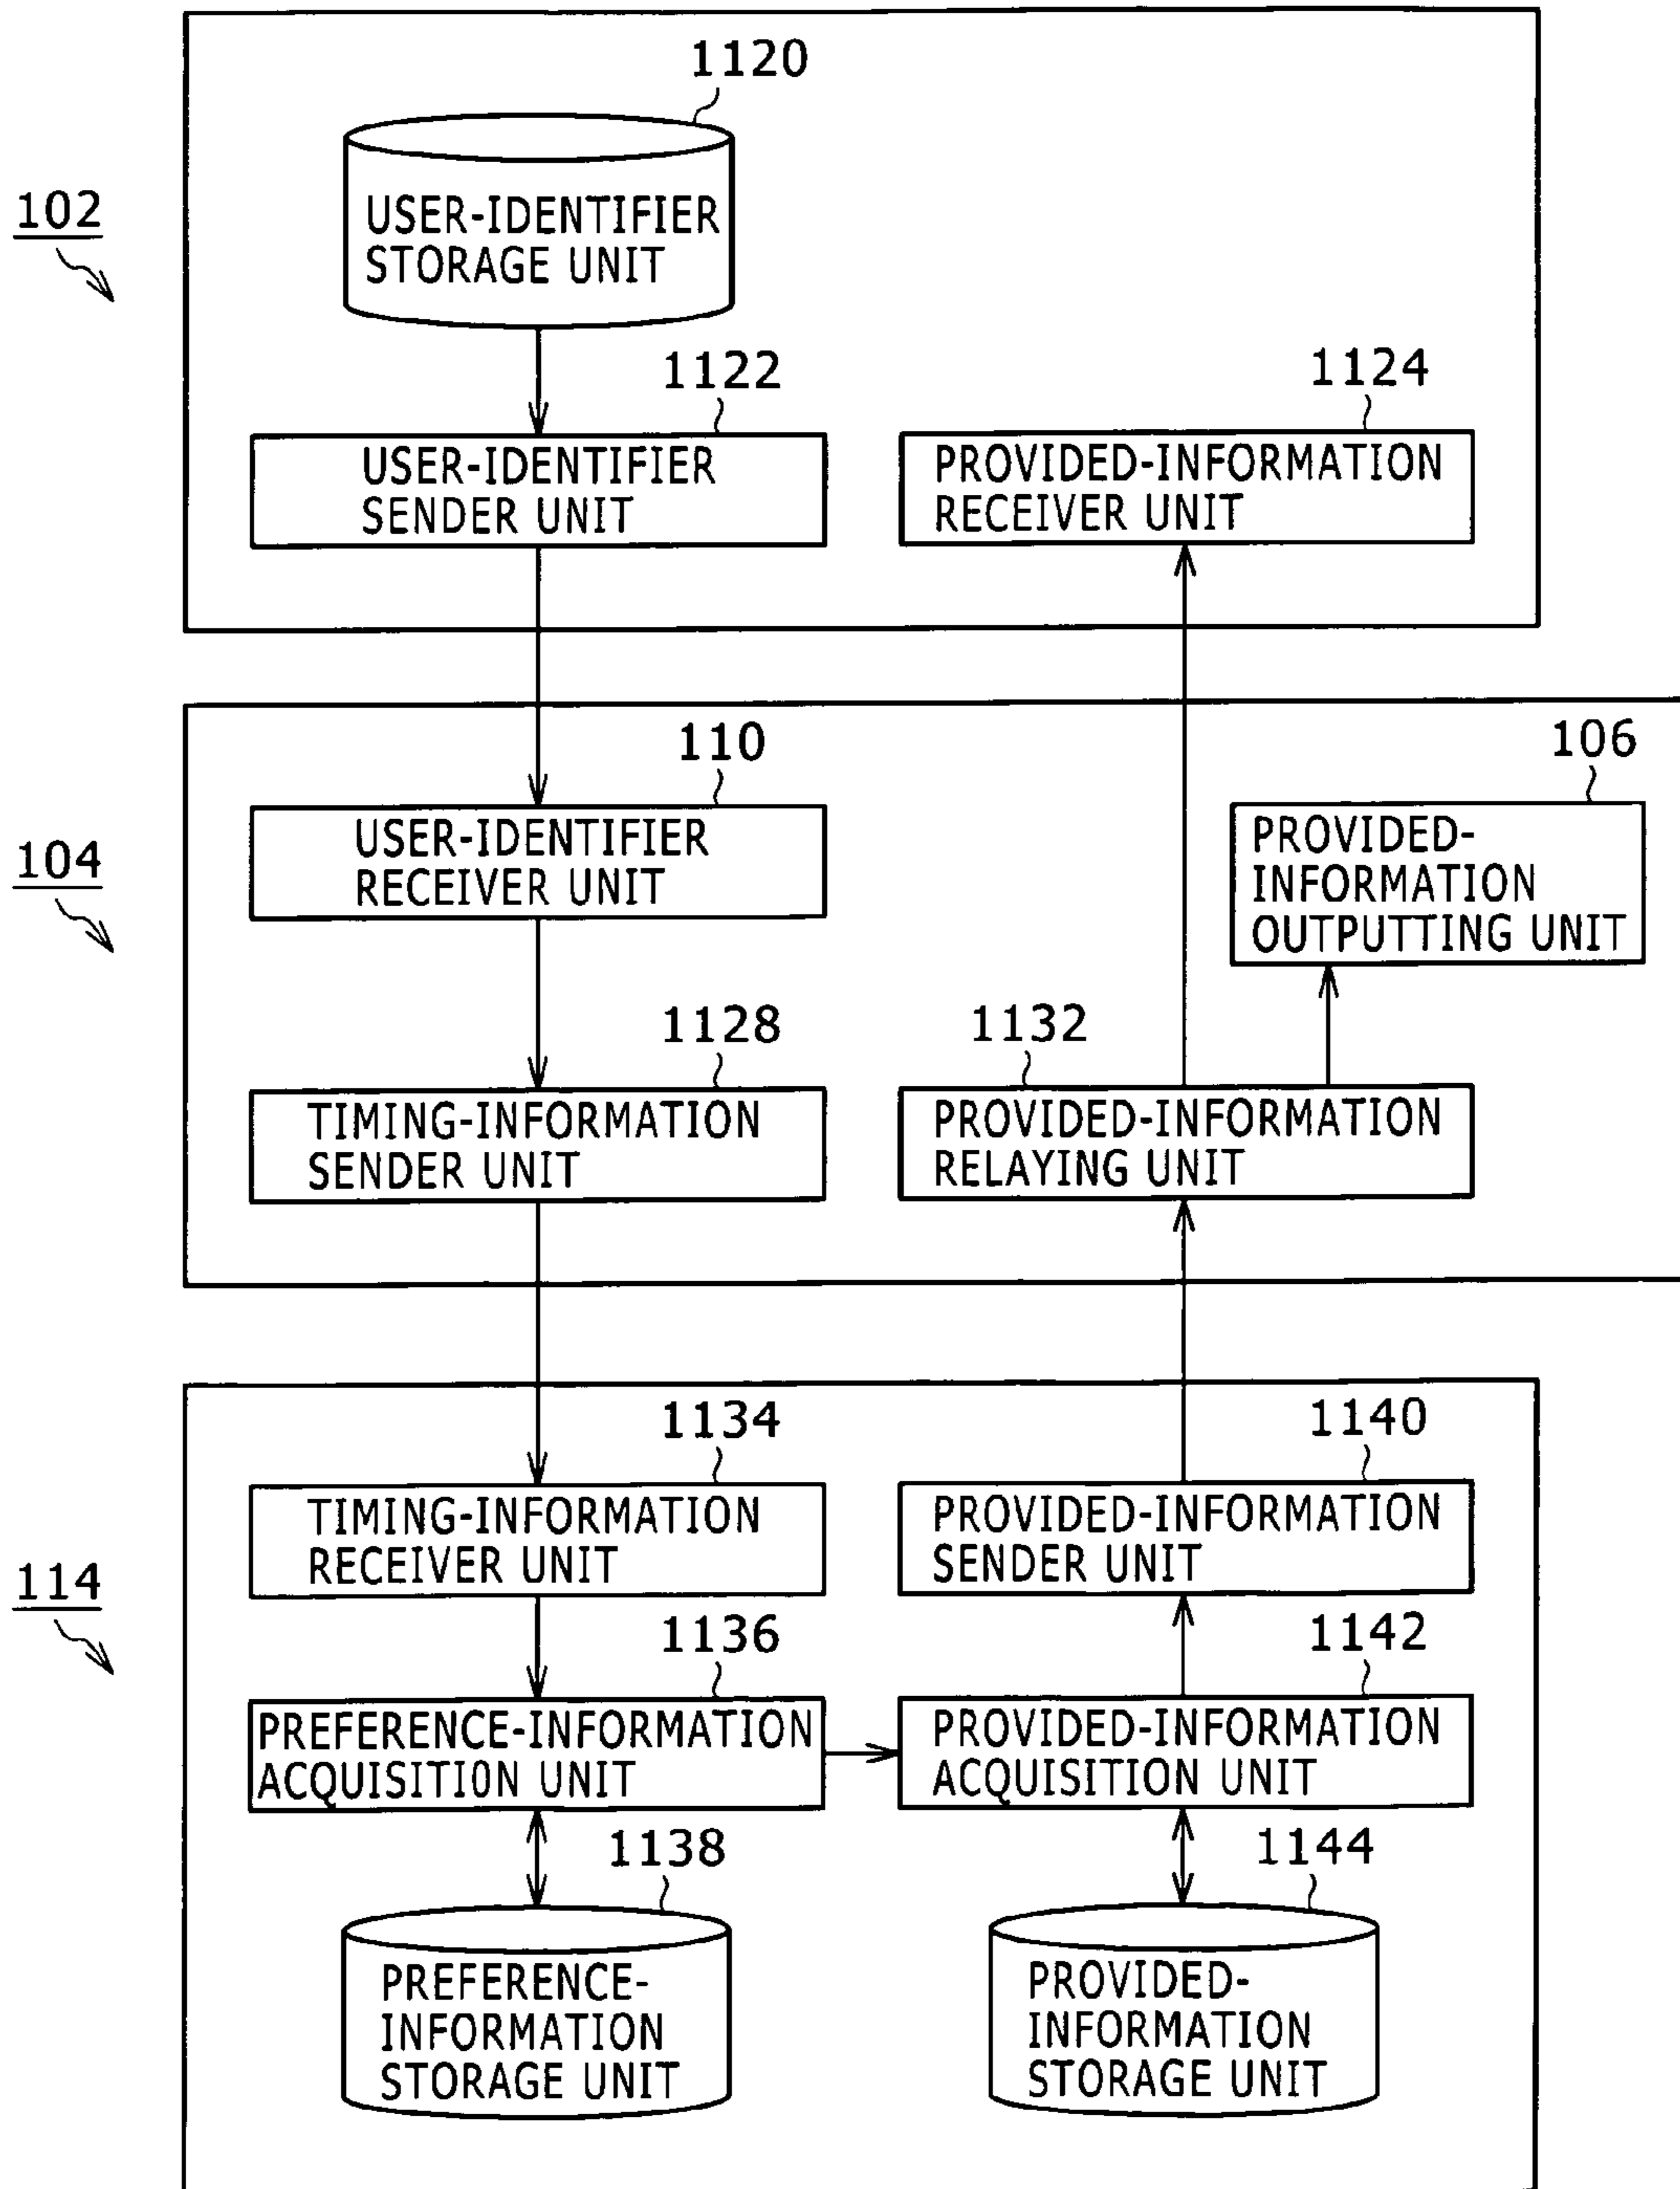 1120
102
USER-IDENTIFIER
STORAGE UNIT
1122
1124
USER-IDENTIFIER
SENDER UNIT
PROVIDED-INFORMATION
RECEIVER UNIT
110
106
104
USER-IDENTIFIER
RECEIVER UNIT
PROVIDED-
INFORMATION
OUTPUTTING UNIT
1128
1132
TIMING-INFORMATION
SENDER UNIT
PROVIDED-INFORMATION
RELAYING UNIT
1134
1140
114
TIMING-INFORMATION
RECEIVER UNIT
PROVIDED-INFORMATION
SENDER UNIT
1136
1142
PREFERENCE-INFORMATION
ACQUISITION UNIT
PROVIDED-INFORMATION
ACQUISITION UNIT
1138
1144
PREFERENCE-
INFORMATION
STORAGE UNIT
PROVIDED-
INFORMATION
STORAGE UNIT